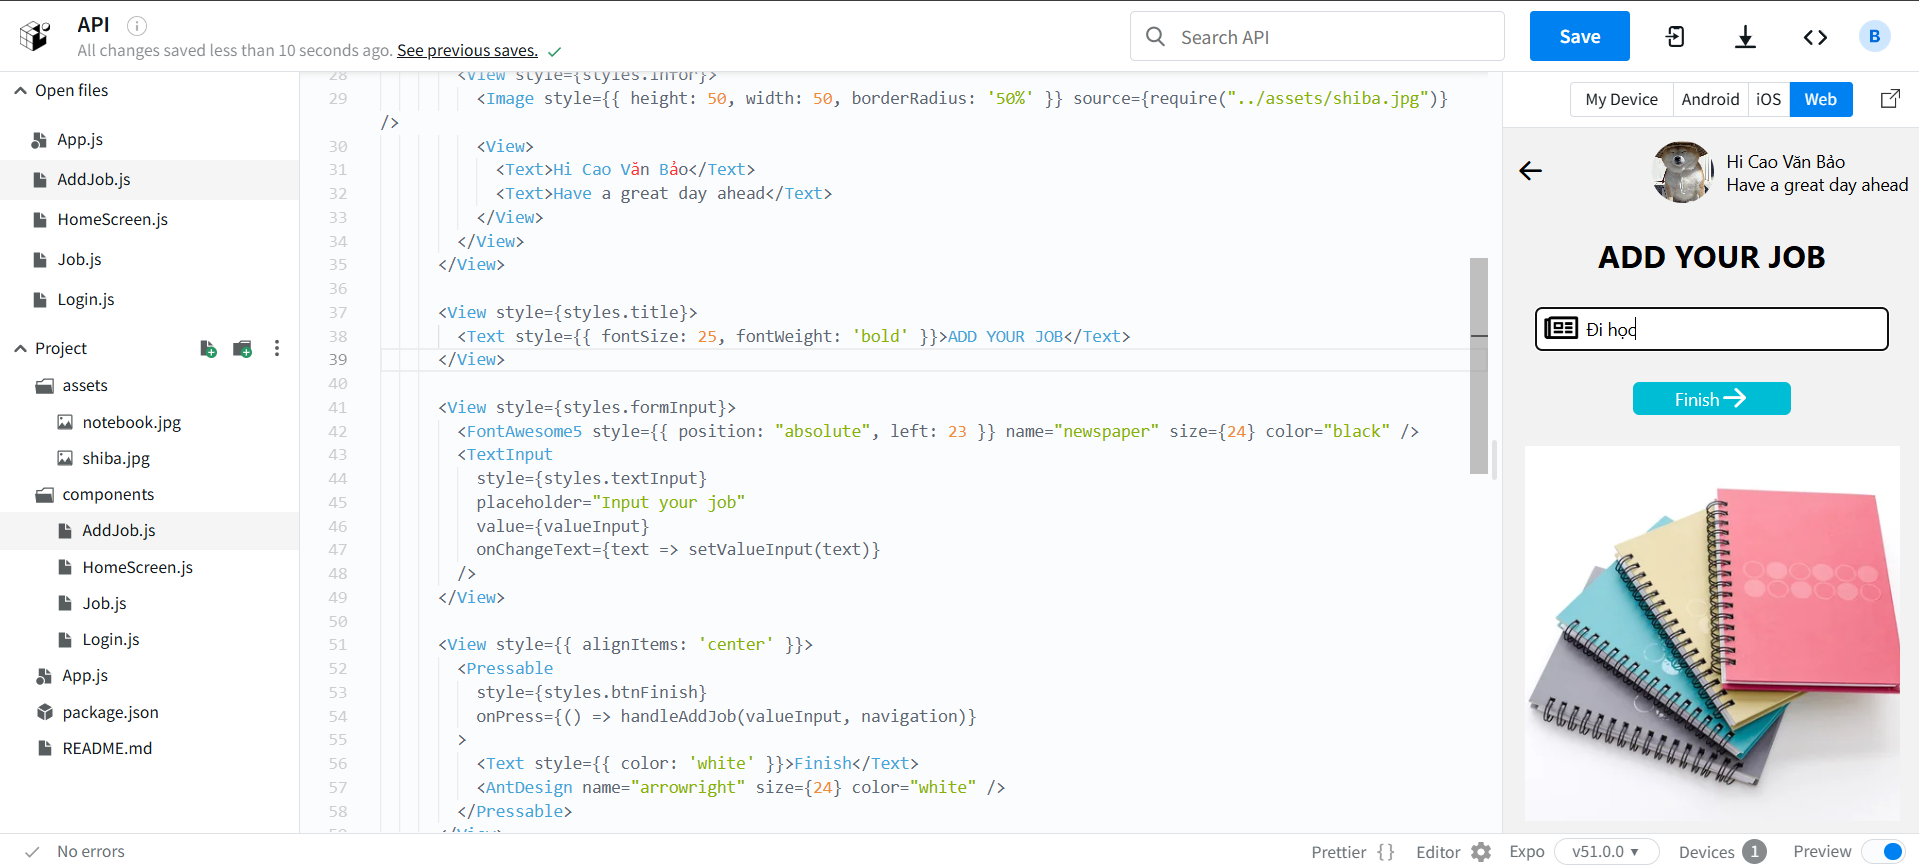 API
All changes saved less than 10 seconds ago. See previous saves.
Search API
Save
B
Open files
App.js
AddJob.js
HomeScreen.js
Job.js
Login.js
Project
assets
notebook.jpg
shiba.jpg
components
AddJob.js
HomeScreen.js
Job.js
Login.js
App.js
package.json
README.md
28 <View style={styles.infor}>
29 <Image style={{ height: 50, width: 50, borderRadius: '50%' }} source={require("../assets/shiba.jpg")}
/>
30 <View>
31 <Text>Hi Cao Văn Bảo</Text>
32 <Text>Have a great day ahead</Text>
33 </View>
34 </View>
35 </View>
36
37 <View style={styles.title}>
38 <Text style={{ fontSize: 25, fontWeight: 'bold' }}>ADD YOUR JOB</Text>
39 </View>
40
41 <View style={styles.formInput}>
42 <FontAwesome5 style={{ position: "absolute", left: 23 }} name="newspaper" size={24} color="black" />
43 <TextInput
44 style={styles.textInput}
45 placeholder="Input your job"
46 value={valueInput}
47 onChangeText={text => setValueInput(text)}
48 />
49 </View>
50
51 <View style={{ alignItems: 'center' }}>
52 <Pressable
53 style={styles.btnFinish}
54 onPress={() => handleAddJob(valueInput, navigation)}
55 >
56 <Text style={{ color: 'white' }}>Finish</Text>
57 <AntDesign name="arrowright" size={24} color="white" />
58 </Pressable>
59 </View>
My Device Android iOS Web
Hi Cao Văn Bảo
Have a great day ahead
ADD YOUR JOB
Đi học
Finish
No errors
Prettier {} Editor Expo v51.0.0 Devices 1 Preview